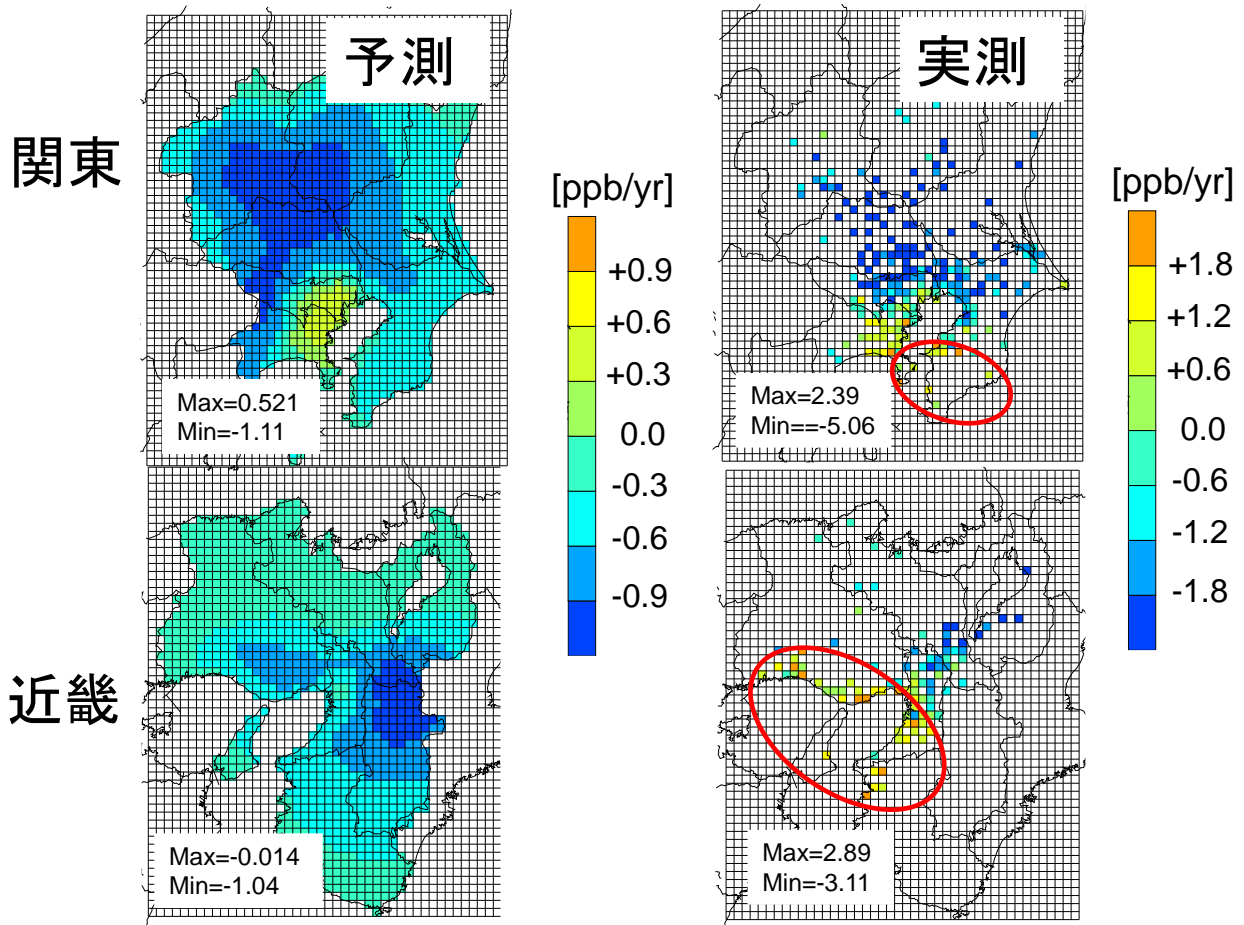 予測
実測
関東
[ppb/yr]
+0.9
+0.6
+0.3
0.0
-0.3
-0.6
-0.9
[ppb/yr]
+1.8
+1.2
+0.6
0.0
-0.6
-1.2
-1.8
Max=0.521
Min=-1.11
Max=2.39
Min==-5.06
近畿
Max=-0.014
Min=-1.04
Max=2.89
Min=-3.11